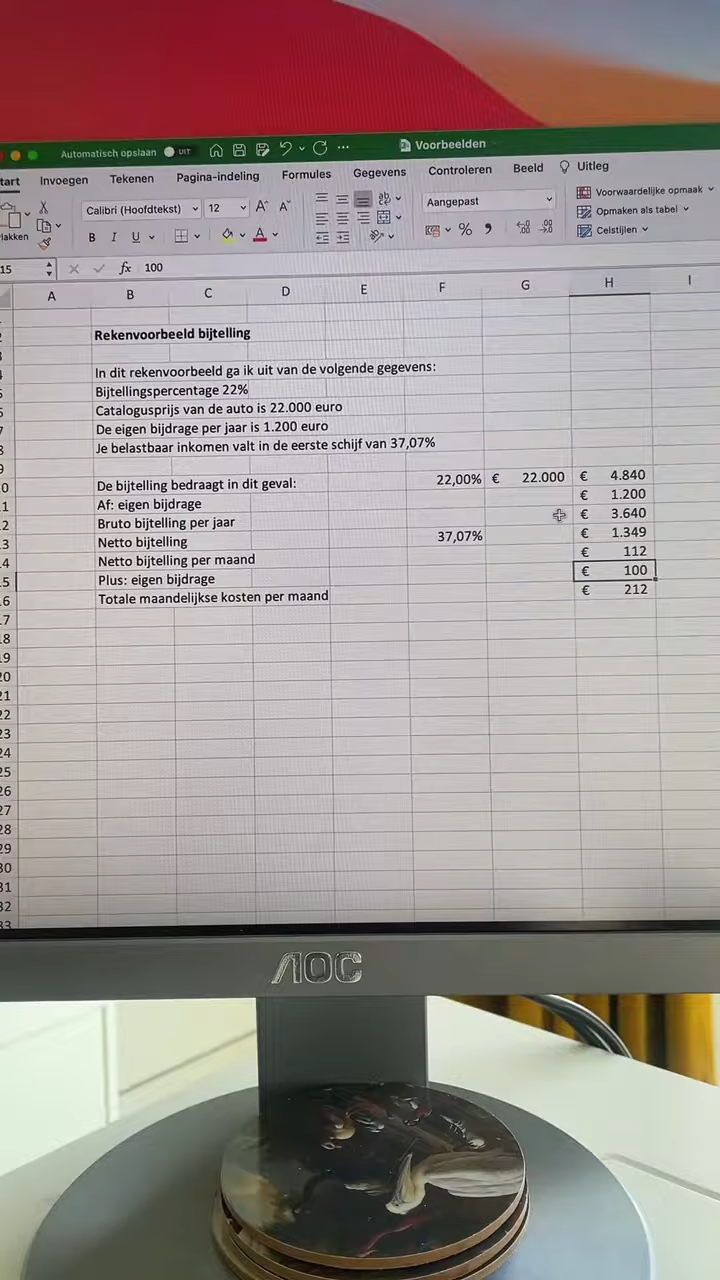 Automatisch opslaan UIT Voorbeelden
tart Invoegen Tekenen Pagina-indeling Formules Gegevens Controleren Beeld Uitleg
lakken Calibri (Hoofdtekst) 12 A A ab Aangepast Voorwaardelijke opmaak
Opmaken als tabel
B I U A % Celstijlen
15 fx 100
A B C D E F G H I
Rekenvoorbeeld bijtelling
In dit rekenvoorbeeld ga ik uit van de volgende gegevens:
Bijtellingspercentage 22%
Catalogusprijs van de auto is 22.000 euro
De eigen bijdrage per jaar is 1.200 euro
Je belastbaar inkomen valt in de eerste schijf van 37,07%
De bijtelling bedraagt in dit geval: 22,00% € 22.000 € 4.840
Af: eigen bijdrage € 1.200
Bruto bijtelling per jaar € 3.640
Netto bijtelling 37,07% € 1.349
Netto bijtelling per maand € 112
Plus: eigen bijdrage € 100
Totale maandelijkse kosten per maand € 212
AOC